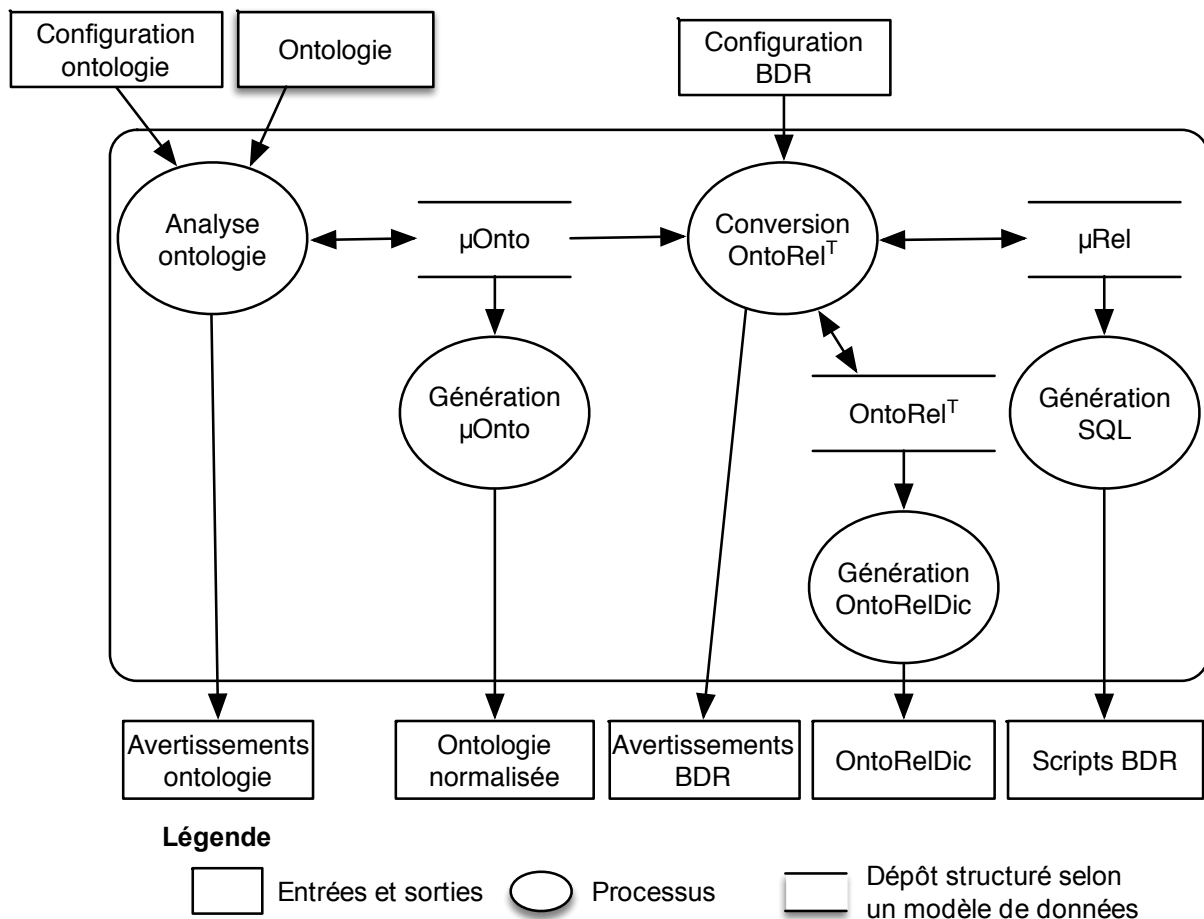 Configuration
ontologie
Ontologie
Configuration
BDR
Analyse
ontologie
µOnto
Conversion
OntoRelᵀ
µRel
Génération
µOnto
OntoRelᵀ
Génération
SQL
Génération
OntoRelDic
Avertissements
ontologie
Ontologie
normalisée
Avertissements
BDR
OntoRelDic
Scripts BDR
Légende
Entrées et sorties
Processus
Dépôt structuré selon
un modèle de données